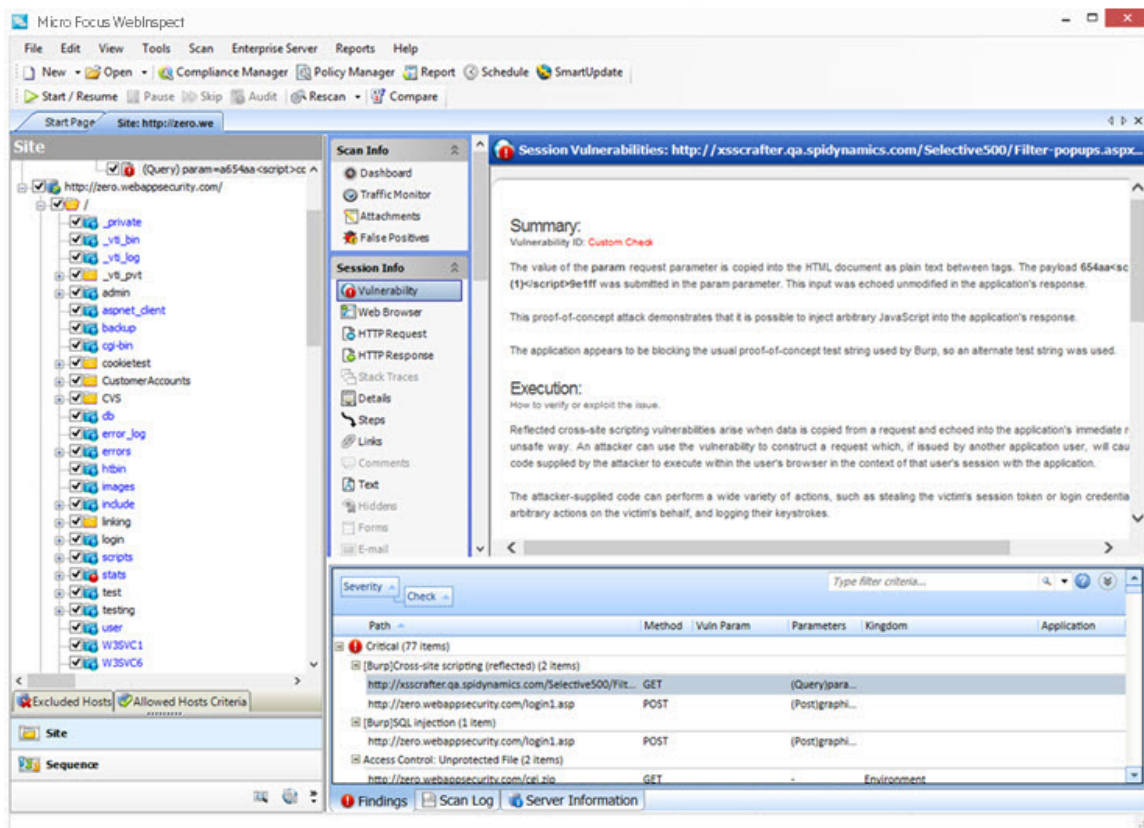 Micro Focus WebInspect
File Edit View Tools Scan Enterprise Server Reports Help
New Open Compliance Manager Policy Manager Report Schedule SmartUpdate
Start / Resume Pause Skip Audit Rescan Compare
Start Page Site: http://zero.we
Site
(Query) param=a654aa<script>cc
http://zero.webappsecurity.com/
/
_private
_vti_bin
_vti_log
_vti_pvt
admin
aspnet_client
backup
cgi-bin
cookietest
CustomerAccounts
CVS
db
error_log
errors
htbin
images
include
linking
login
scripts
stats
test
testing
user
W3SVC1
W3SVC6
Excluded Hosts Allowed Hosts Criteria
Site
Sequence
Scan Info
Dashboard
Traffic Monitor
Attachments
False Positives
Session Info
Vulnerability
Web Browser
HTTP Request
HTTP Response
Stack Traces
Details
Steps
Links
Comments
Text
Hiddens
Forms
E-mail
Session Vulnerabilities: http://xsscrafter.qa.spidynamics.com/Selective500/Filter-popups.aspx...
Summary:
Vulnerability ID: Custom Check
The value of the param request parameter is copied into the HTML document as plain text between tags. The payload 654aa<sc
(1)</script>9e1ff was submitted in the param parameter. This input was echoed unmodified in the application's response.
This proof-of-concept attack demonstrates that it is possible to inject arbitrary JavaScript into the application's response.
The application appears to be blocking the usual proof-of-concept test string used by Burp, so an alternate test string was used.
Execution:
How to verify or exploit the issue.
Reflected cross-site scripting vulnerabilities arise when data is copied from a request and echoed into the application's immediate r
unsafe way. An attacker can use the vulnerability to construct a request which, if issued by another application user, will cau
code supplied by the attacker to execute within the user's browser in the context of that user's session with the application.
The attacker-supplied code can perform a wide variety of actions, such as stealing the victim's session token or login credentia
arbitrary actions on the victim's behalf, and logging their keystrokes.
Severity
Check
Type filter criteria...
Path Method Vuln Param Parameters Kingdom Application
Critical (77 items)
[Burp]Cross-site scripting (reflected) (2 items)
http://xsscrafter.qa.spidynamics.com/Selective500/Filt... GET (Query)para...
http://zero.webappsecurity.com/login1.asp POST (Post)graphi...
[Burp]SQL injection (1 item)
http://zero.webappsecurity.com/login1.asp POST (Post)graphi...
Access Control: Unprotected File (2 items)
http://zero.webappsecurity.com/cgi.zip GET - Environment
Findings Scan Log Server Information